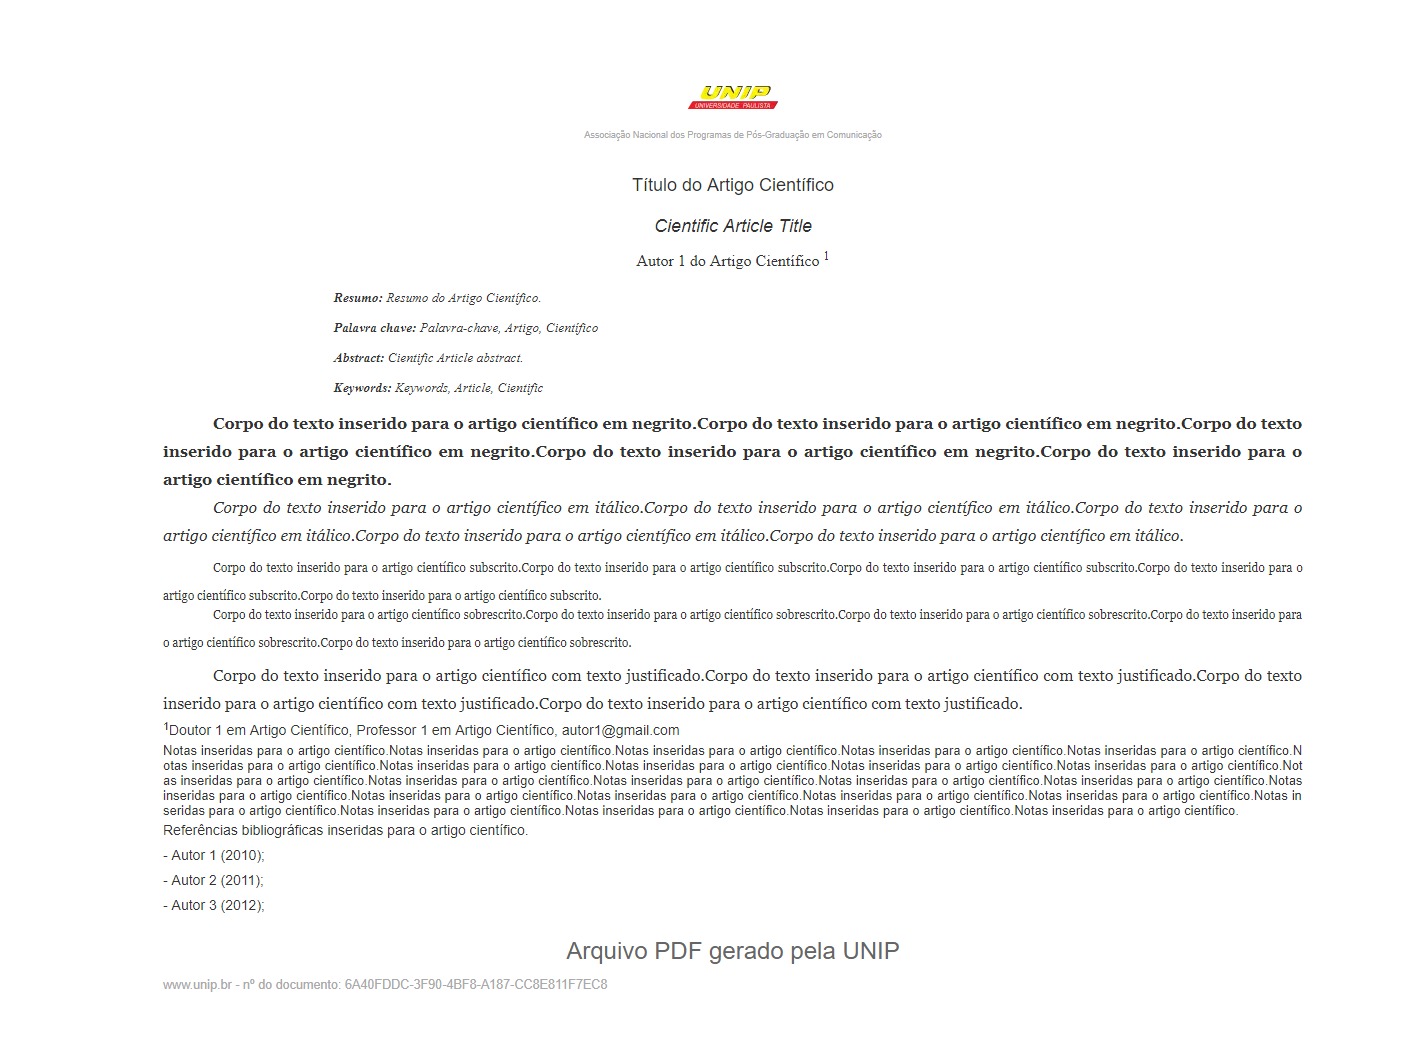 UNIP
UNIVERSIDADE PAULISTA
Associação Nacional dos Programas de Pós-Graduação em Comunicação
Título do Artigo Científico
Cientific Article Title
Autor 1 do Artigo Científico 1
Resumo: Resumo do Artigo Científico.
Palavra chave: Palavra-chave, Artigo, Científico
Abstract: Cientific Article abstract.
Keywords: Keywords, Article, Cientific
Corpo do texto inserido para o artigo científico em negrito.Corpo do texto inserido para o artigo científico em negrito.Corpo do texto
inserido para o artigo científico em negrito.Corpo do texto inserido para o artigo científico em negrito.Corpo do texto inserido para o
artigo científico em negrito.
Corpo do texto inserido para o artigo científico em itálico.Corpo do texto inserido para o artigo científico em itálico.Corpo do texto inserido para o
artigo científico em itálico.Corpo do texto inserido para o artigo científico em itálico.Corpo do texto inserido para o artigo científico em itálico.
Corpo do texto inserido para o artigo científico subscrito.Corpo do texto inserido para o artigo científico subscrito.Corpo do texto inserido para o artigo científico subscrito.Corpo do texto inserido para o
artigo científico subscrito.Corpo do texto inserido para o artigo científico subscrito.
Corpo do texto inserido para o artigo científico sobrescrito.Corpo do texto inserido para o artigo científico sobrescrito.Corpo do texto inserido para o artigo científico sobrescrito.Corpo do texto inserido para
o artigo científico sobrescrito.Corpo do texto inserido para o artigo científico sobrescrito.
Corpo do texto inserido para o artigo científico com texto justificado.Corpo do texto inserido para o artigo científico com texto justificado.Corpo do texto
inserido para o artigo científico com texto justificado.Corpo do texto inserido para o artigo científico com texto justificado.
1Doutor 1 em Artigo Científico, Professor 1 em Artigo Científico, autor1@gmail.com
Notas inseridas para o artigo científico.Notas inseridas para o artigo científico.Notas inseridas para o artigo científico.Notas inseridas para o artigo científico.Notas inseridas para o artigo científico.N
otas inseridas para o artigo científico.Notas inseridas para o artigo científico.Notas inseridas para o artigo científico.Notas inseridas para o artigo científico.Notas inseridas para o artigo científico.Not
as inseridas para o artigo científico.Notas inseridas para o artigo científico.Notas inseridas para o artigo científico.Notas inseridas para o artigo científico.Notas inseridas para o artigo científico.Notas
inseridas para o artigo científico.Notas inseridas para o artigo científico.Notas inseridas para o artigo científico.Notas inseridas para o artigo científico.Notas inseridas para o artigo científico.Notas in
seridas para o artigo científico.Notas inseridas para o artigo científico.Notas inseridas para o artigo científico.Notas inseridas para o artigo científico.Notas inseridas para o artigo científico.
Referências bibliográficas inseridas para o artigo científico.
- Autor 1 (2010);
- Autor 2 (2011);
- Autor 3 (2012);
Arquivo PDF gerado pela UNIP
www.unip.br - nº do documento: 6A40FDDC-3F90-4BF8-A187-CC8E811F7EC8